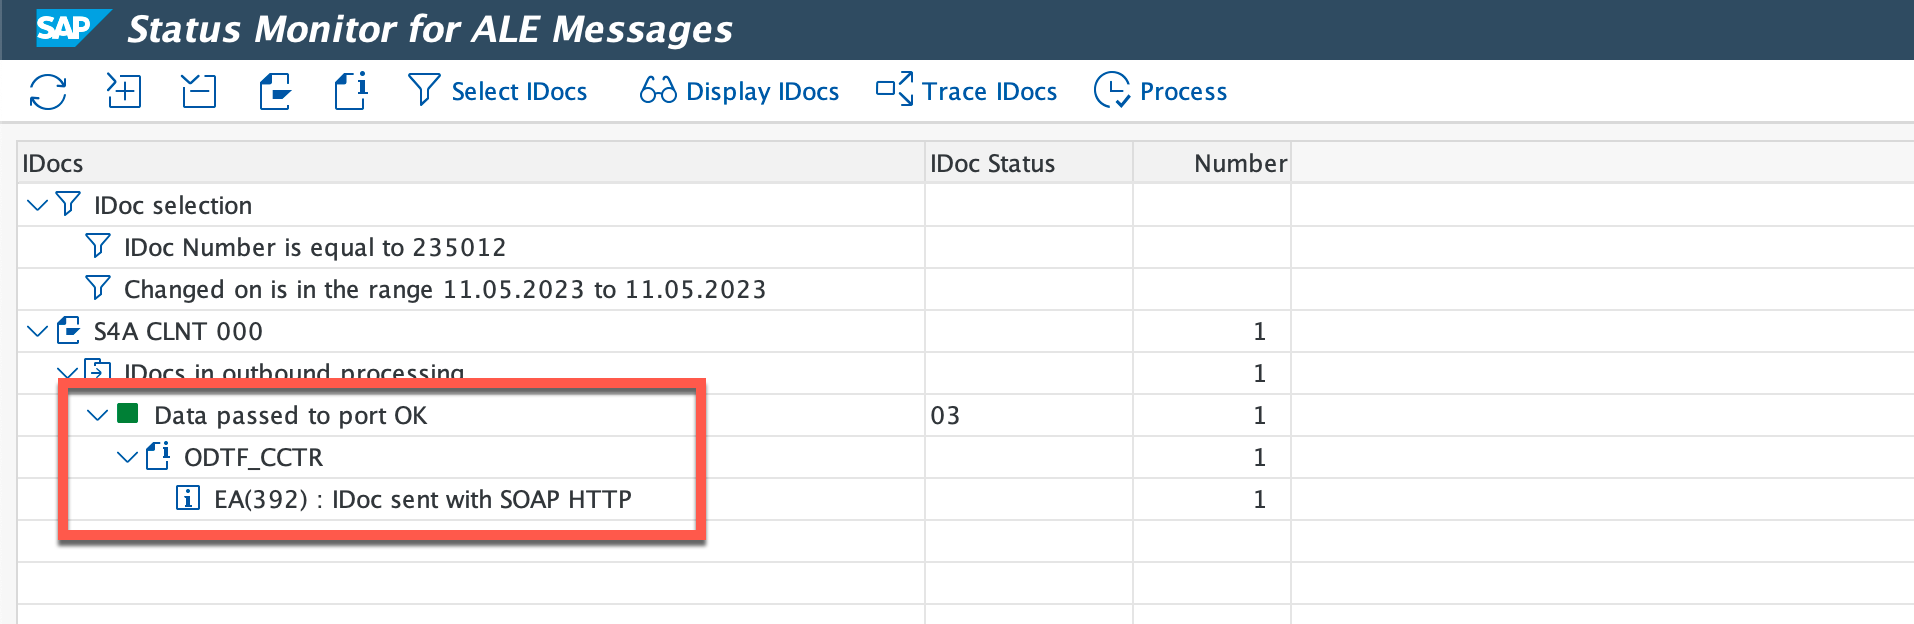 SAP Status Monitor for ALE Messages
Select IDocs Display IDocs Trace IDocs Process
IDocs IDoc Status Number
IDoc selection
IDoc Number is equal to 235012
Changed on is in the range 11.05.2023 to 11.05.2023
S4A CLNT 000 1
IDocs in outbound processing 1
Data passed to port OK 03 1
ODTF_CCTR 1
EA(392) : IDoc sent with SOAP HTTP 1